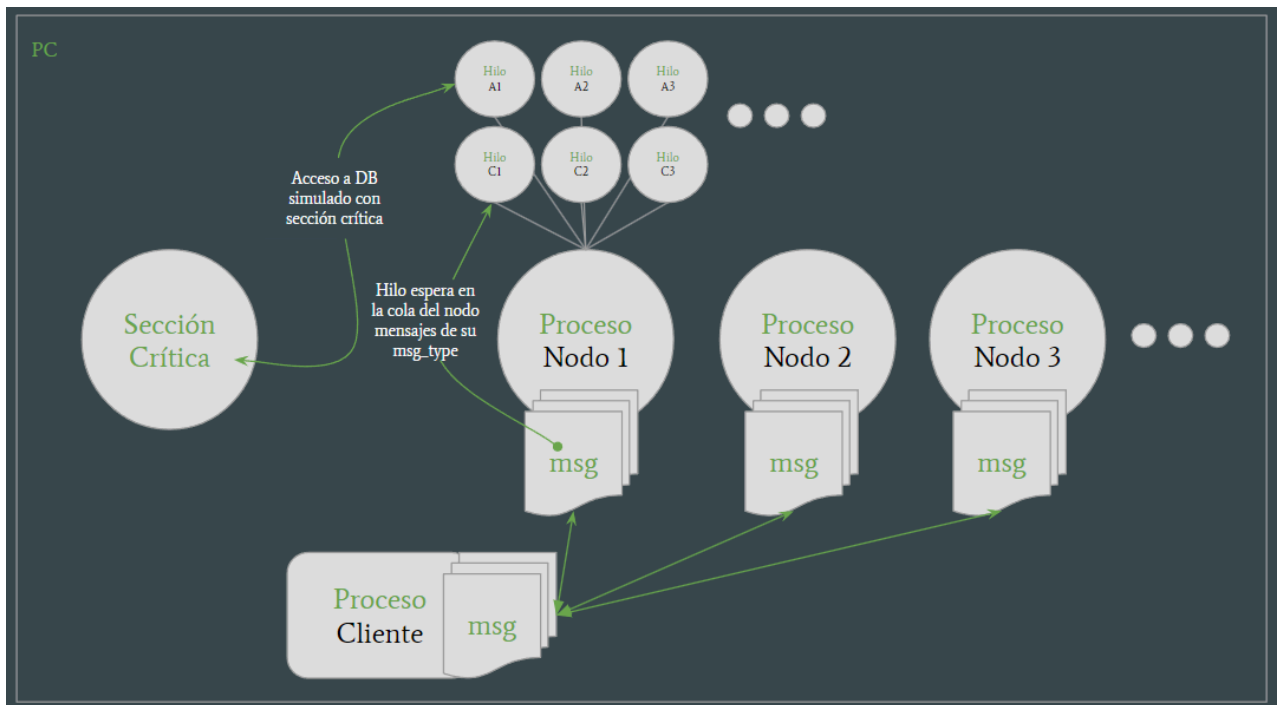 PC
Hilo
A1
Hilo
A2
Hilo
A3
Hilo
C1
Hilo
C2
Hilo
C3
Acceso a DB
simulado con
sección crítica
Hilo espera en
la cola del nodo
mensajes de su
msg_type
Sección
Crítica
Proceso
Nodo 1
Proceso
Nodo 2
Proceso
Nodo 3
msg
msg
msg
Proceso
Cliente
msg